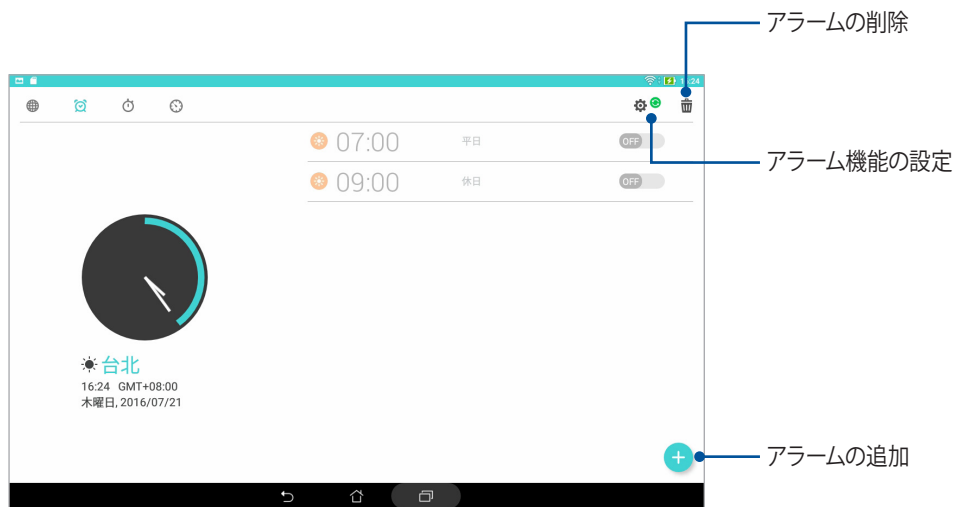 アラームの削除
16:24
アラーム機能の設定
07:00 平日 OFF
09:00 休日 OFF
台北
16:24 GMT+08:00
木曜日, 2016/07/21
アラームの追加